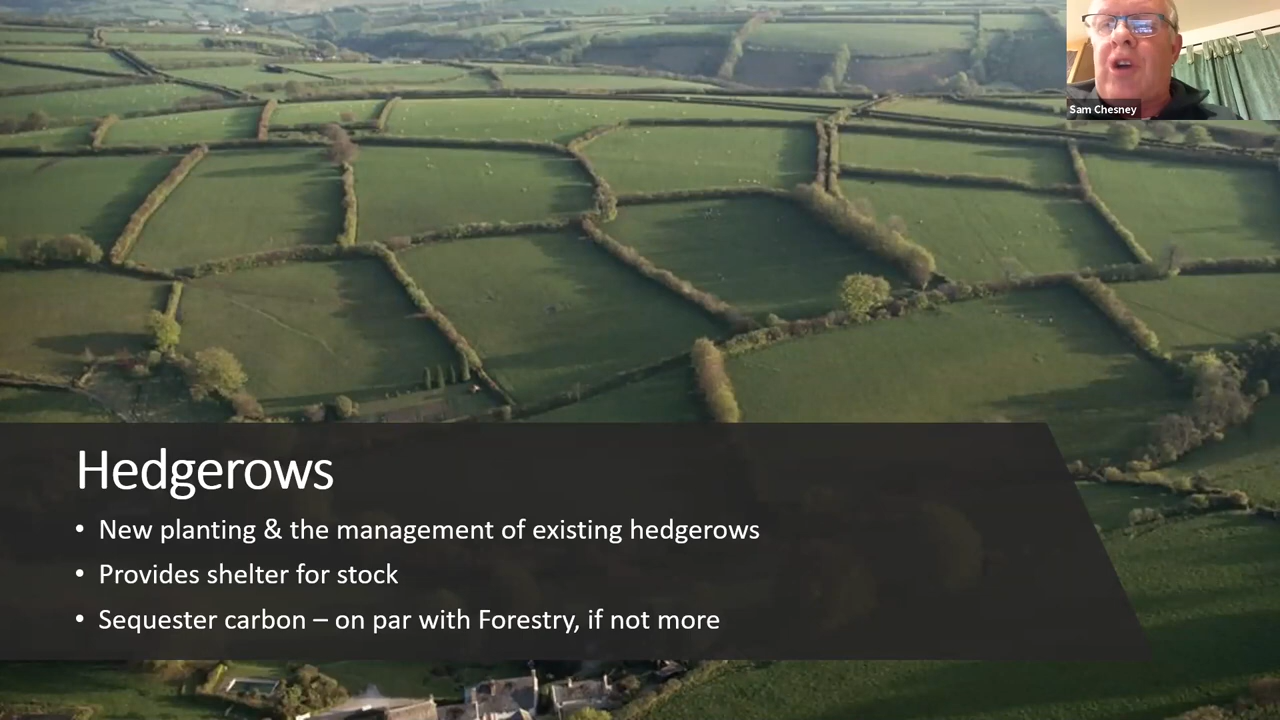 Sam Chesney
Hedgerows
• New planting & the management of existing hedgerows
• Provides shelter for stock
• Sequester carbon – on par with Forestry, if not more